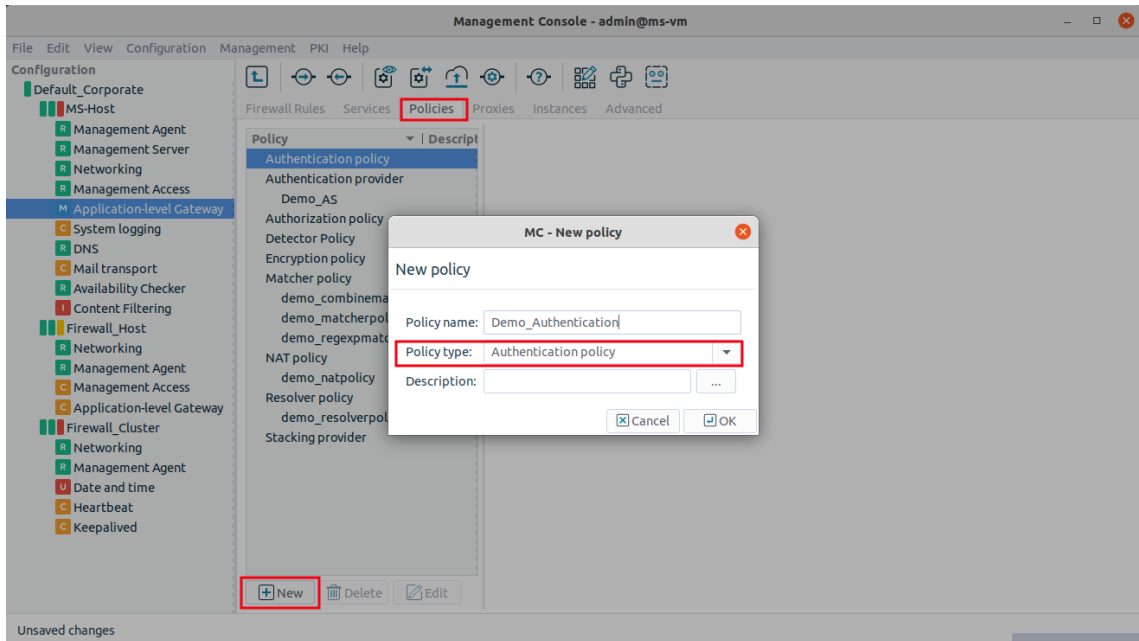 Management Console - admin@ms-vm
File Edit View Configuration Management PKI Help
Configuration
Default_Corporate
MS-Host
R Management Agent
R Management Server
R Networking
R Management Access
M Application-level Gateway
C System logging
R DNS
C Mail transport
R Availability Checker
I Content Filtering
Firewall_Host
R Networking
R Management Agent
C Management Access
C Application-level Gateway
Firewall_Cluster
R Networking
R Management Agent
U Date and time
C Heartbeat
C Keepalived
Firewall Rules Services Policies Proxies Instances Advanced
Policy Descript
Authentication policy
Authentication provider
Demo_AS
Authorization policy
Detector Policy
Encryption policy
Matcher policy
demo_combinema
demo_matcherpol
demo_regexpmatc
NAT policy
demo_natpolicy
Resolver policy
demo_resolverpol
Stacking provider
New Delete Edit
MC - New policy
New policy
Policy name: Demo_Authentication
Policy type: Authentication policy
Description: ...
Cancel OK
Unsaved changes